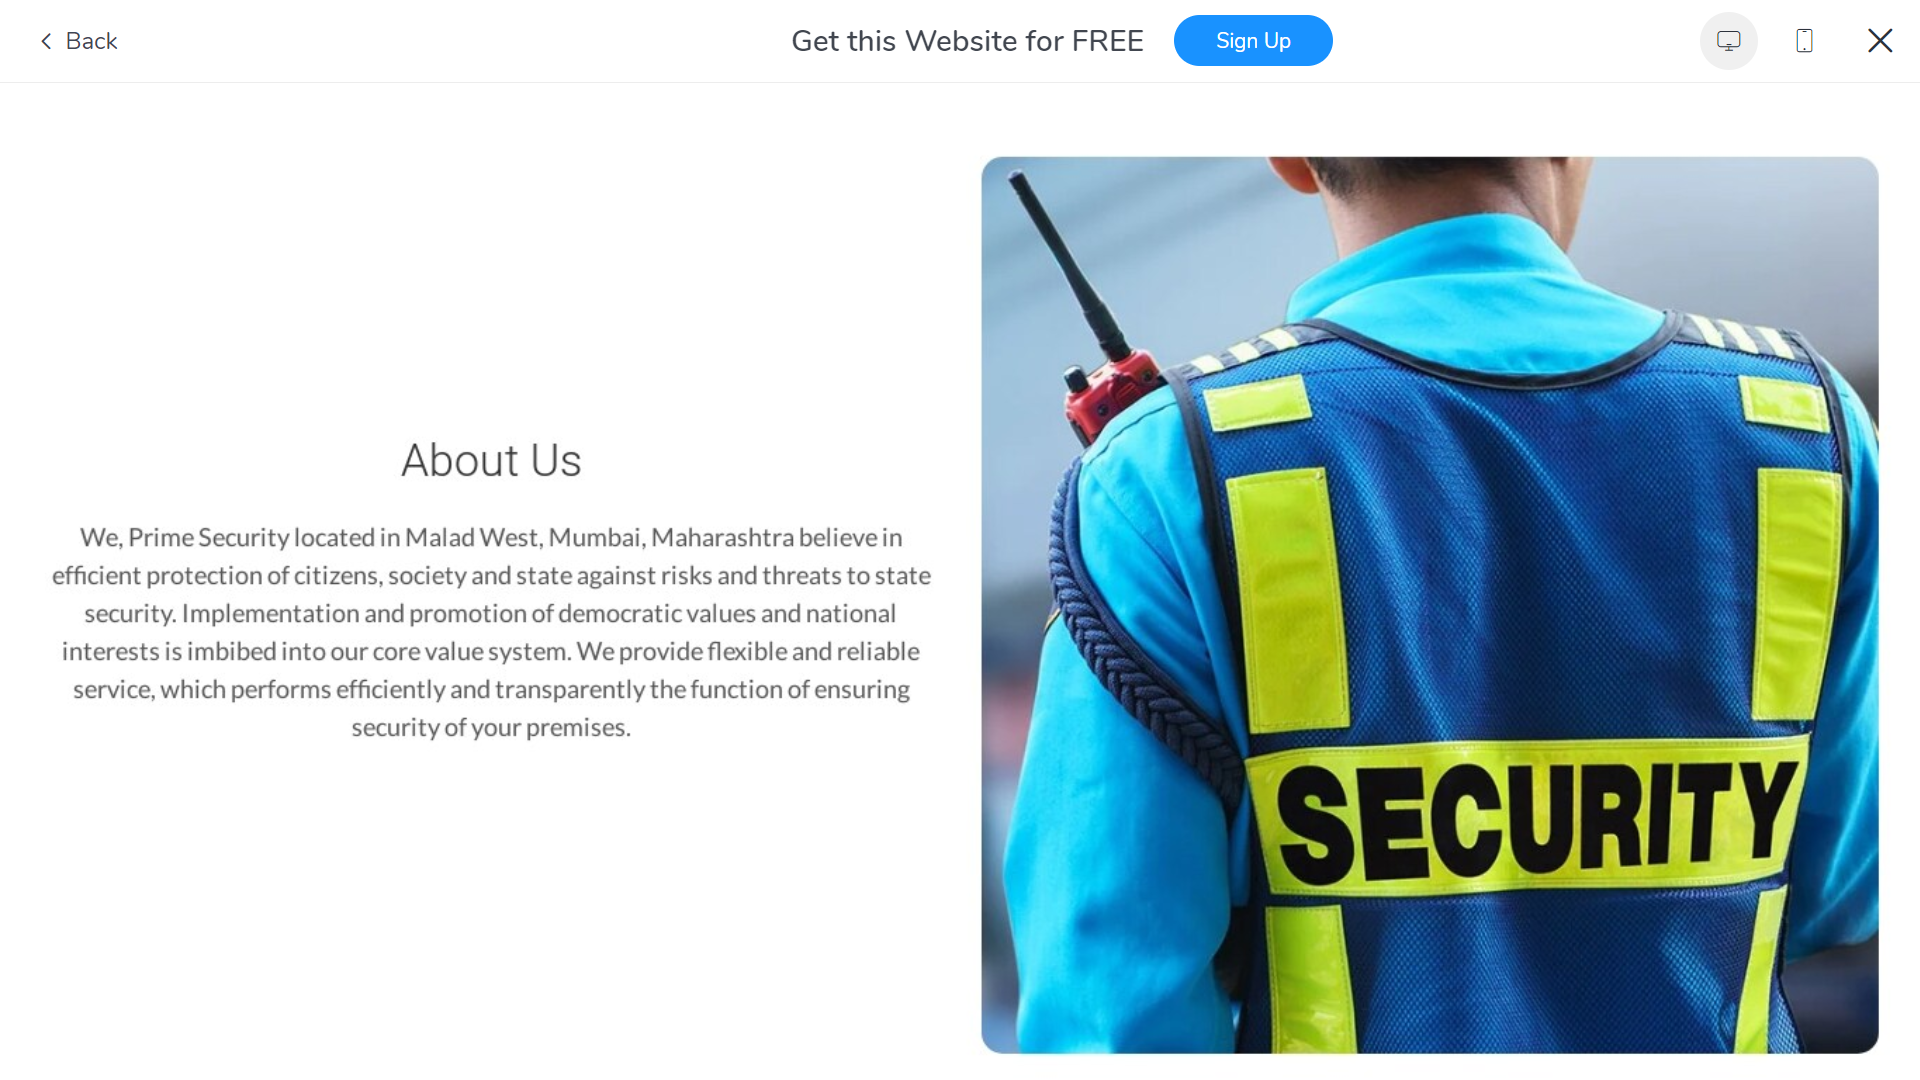 Back
Get this Website for FREE
Sign Up
About Us
We, Prime Security located in Malad West, Mumbai, Maharashtra believe in
efficient protection of citizens, society and state against risks and threats to state
security. Implementation and promotion of democratic values and national
interests is imbibed into our core value system. We provide flexible and reliable
service, which performs efficiently and transparently the function of ensuring
security of your premises.
SECURITY